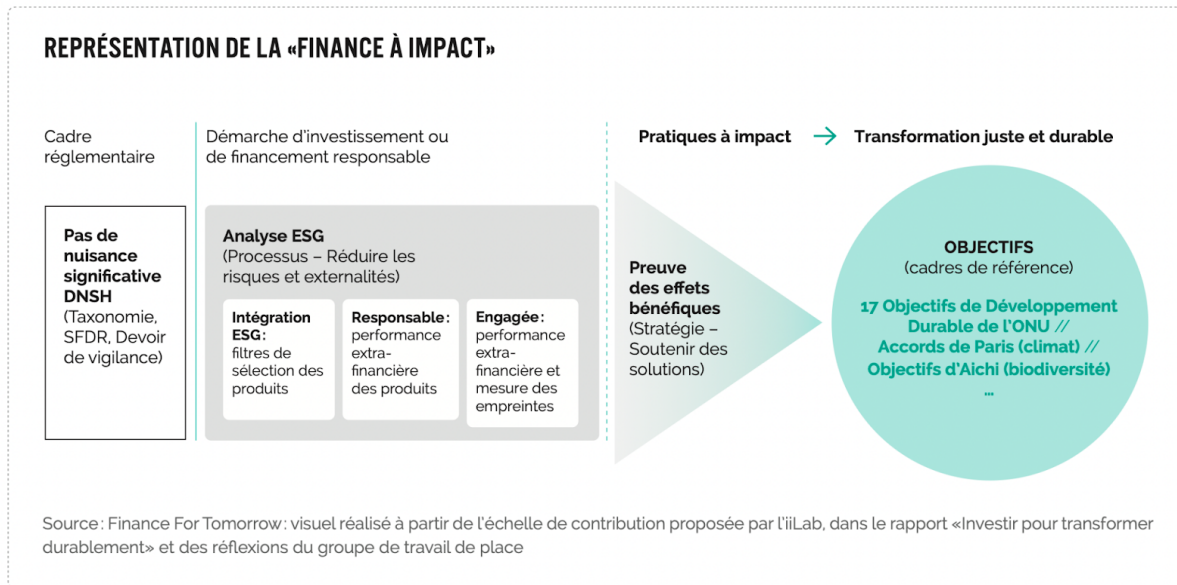 REPRÉSENTATION DE LA «FINANCE À IMPACT»
Cadre
réglementaire
Démarche d’investissement ou
de financement responsable
Pratiques à impact → Transformation juste et durable
Pas de
nuisance
significative
DNSH
(Taxonomie,
SFDR, Devoir
de vigilance)
Analyse ESG
(Processus – Réduire les
risques et externalités)
Intégration
ESG :
filtres de
sélection des
produits
Responsable :
performance
extra-
financière
des produits
Engagée :
performance
extra-
financière et
mesure des
empreintes
Preuve
des effets
bénéfiques
(Stratégie –
Soutenir des
solutions)
OBJECTIFS
(cadres de référence)
17 Objectifs de Développement
Durable de l’ONU //
Accords de Paris (climat) //
Objectifs d’Aichi (biodiversité)
...
Source : Finance For Tomorrow : visuel réalisé à partir de l’échelle de contribution proposée par l’iiLab, dans le rapport «Investir pour transformer
durablement» et des réflexions du groupe de travail de place